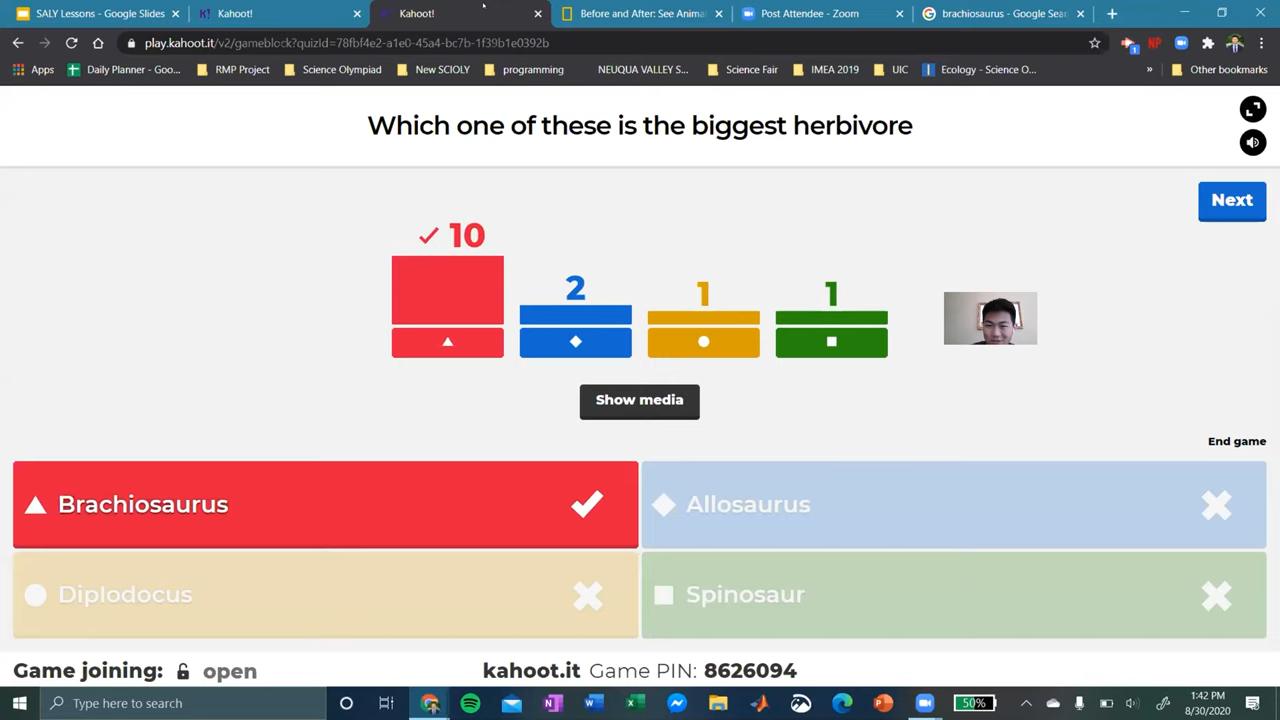 SALY Lessons - Google Slides
Kahoot!
Kahoot!
Before and After: See Anima
Post Attendee - Zoom
brachiosaurus - Google Sear
play.kahoot.it/v2/gameblock?quizId=78fbf4e2-a1e0-45a4-bc7b-1f39b1e0392b
Apps
Daily Planner - Goo...
RMP Project
Science Olympiad
New SCIOLY
programming
NEUQUA VALLEY S...
Science Fair
IMEA 2019
UIC
Ecology - Science O...
Other bookmarks
Which one of these is the biggest herbivore
Next
10
2
1
1
Show media
End game
Brachiosaurus
Allosaurus
Diplodocus
Spinosaur
Game joining: open
kahoot.it Game PIN: 8626094
Type here to search
50%
1:42 PM
8/30/2020